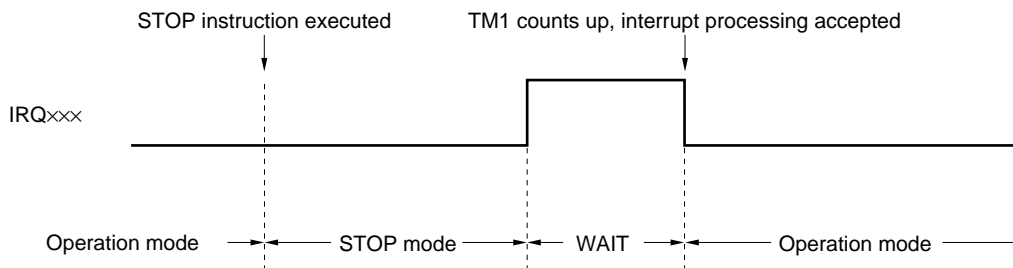 STOP instruction executed
TM1 counts up, interrupt processing accepted
IRQ×××
Operation mode
STOP mode
WAIT
Operation mode